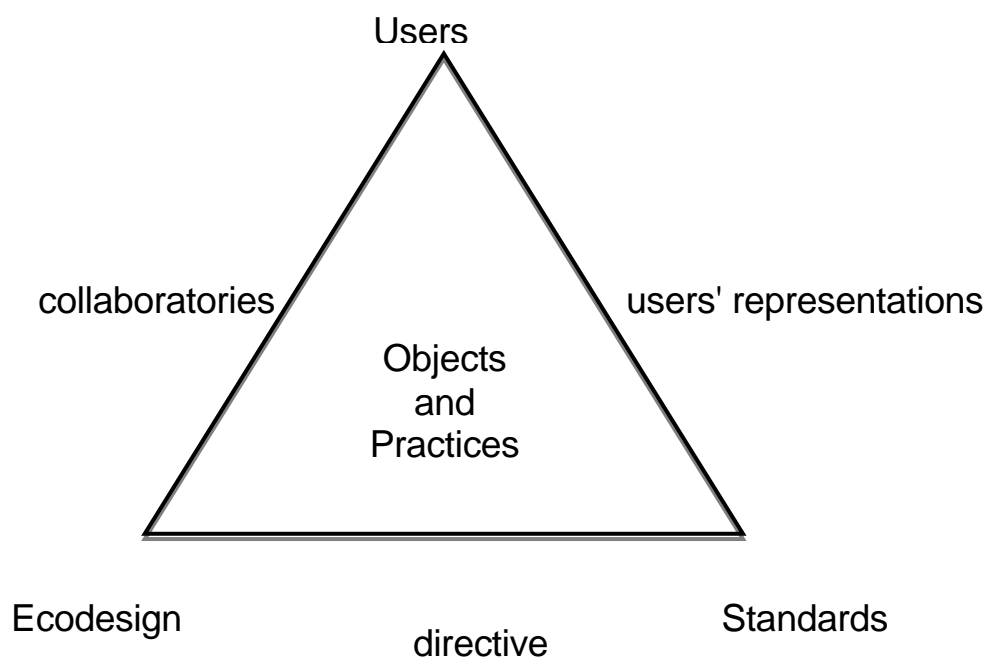 Users
collaboratories
users' representations
Objects
and
Practices
Ecodesign
Standards
directive